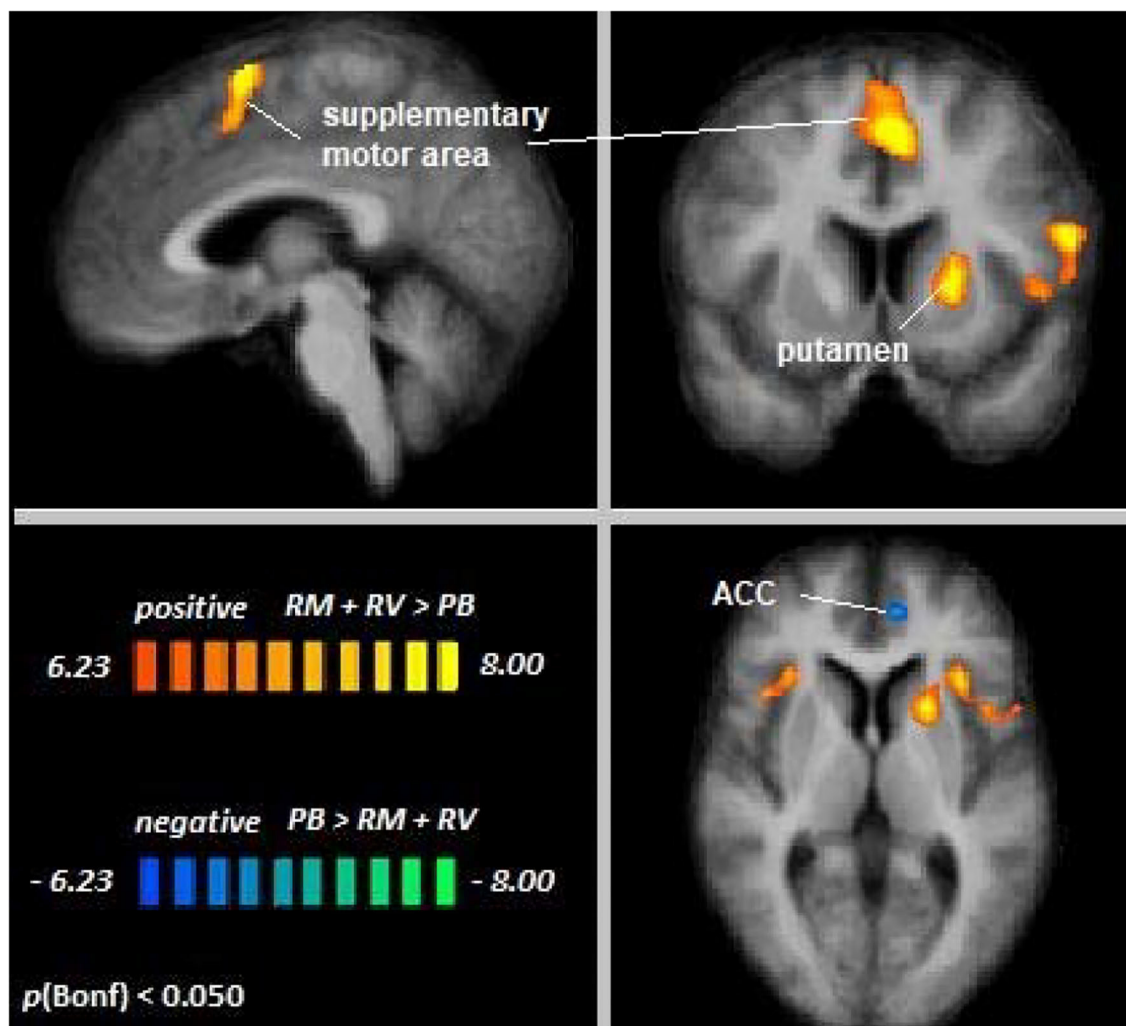 supplementary
motor area
putamen
ACC
positive RM + RV > PB
6.23 8.00
negative PB > RM + RV
- 6.23 - 8.00
p(Bonf) < 0.050